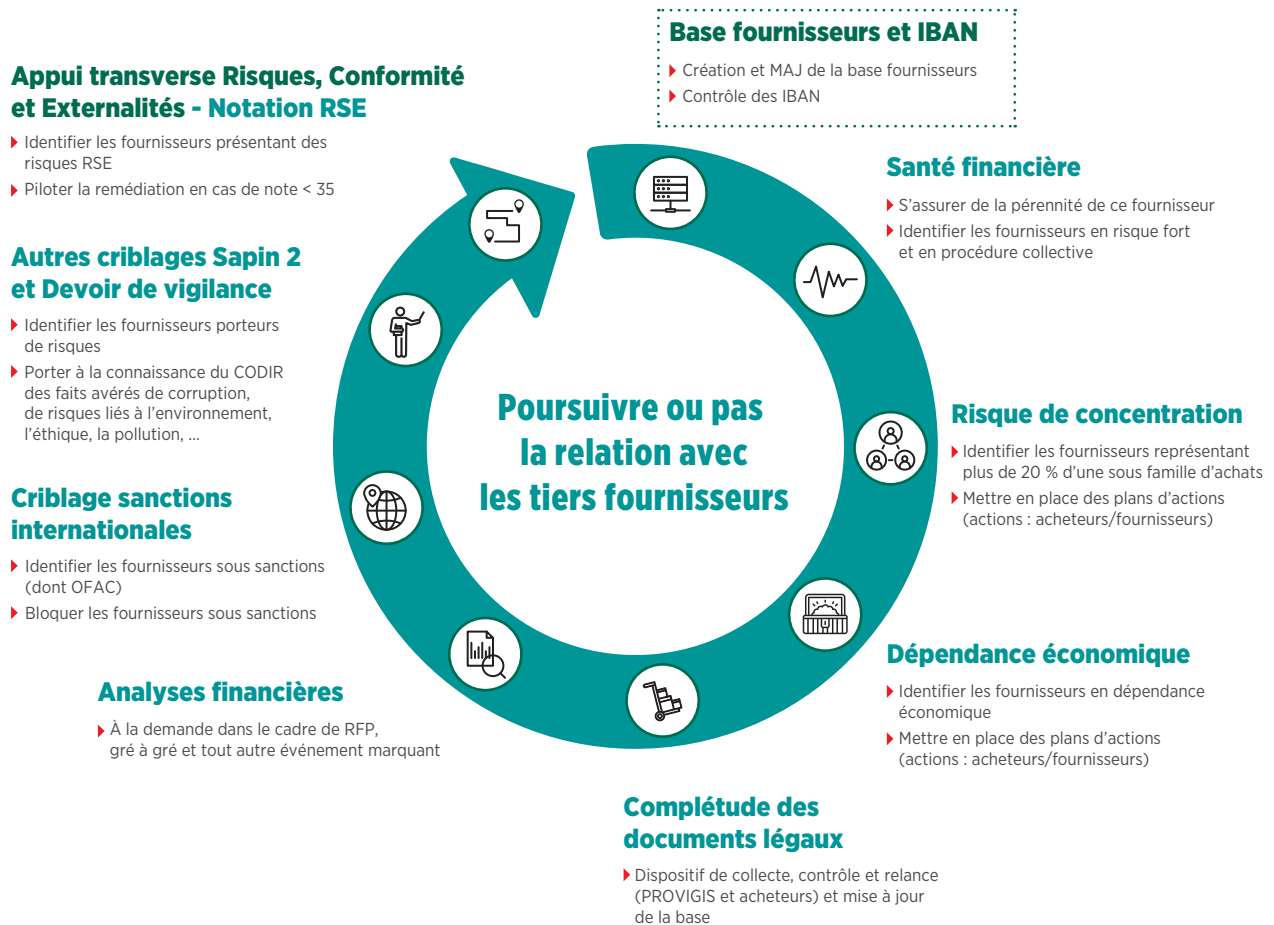 Base fournisseurs et IBAN
Création et MAJ de la base fournisseurs
Contrôle des IBAN
Santé financière
S'assurer de la pérennité de ce fournisseur
Identifier les fournisseurs en risque fort
et en procédure collective
Risque de concentration
Identifier les fournisseurs représentant
plus de 20 % d'une sous famille d'achats
Mettre en place des plans d'actions
(actions : acheteurs/fournisseurs)
Dépendance économique
Identifier les fournisseurs en dépendance
économique
Mettre en place des plans d'actions
(actions : acheteurs/fournisseurs)
Complétude des
documents légaux
Dispositif de collecte, contrôle et relance
(PROVIGIS et acheteurs) et mise à jour
de la base
Analyses financières
À la demande dans le cadre de RFP,
gré à gré et tout autre événement marquant
Criblage sanctions
internationales
Identifier les fournisseurs sous sanctions
(dont OFAC)
Bloquer les fournisseurs sous sanctions
Autres criblages Sapin 2
et Devoir de vigilance
Identifier les fournisseurs porteurs
de risques
Porter à la connaissance du CODIR
des faits avérés de corruption,
de risques liés à l'environnement,
l'éthique, la pollution, ...
Appui transverse Risques, Conformité
et Externalités - Notation RSE
Identifier les fournisseurs présentant des
risques RSE
Piloter la remédiation en cas de note < 35
Poursuivre ou pas
la relation avec
les tiers fournisseurs